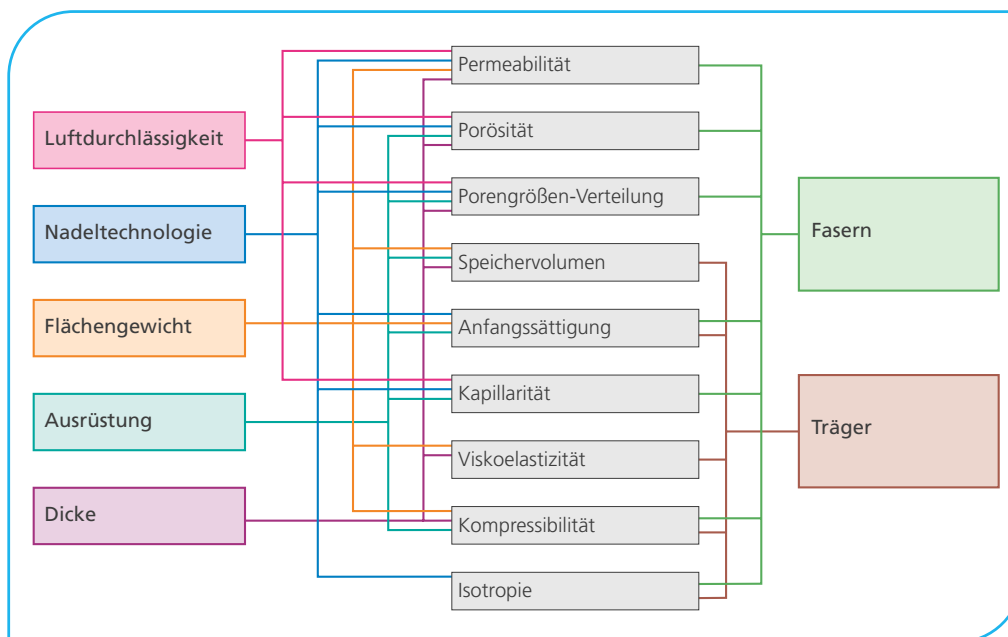 Luftdurchlässigkeit
Nadeltechnologie
Flächengewicht
Ausrüstung
Dicke
Permeabilität
Porösität
Porengrößen-Verteilung
Speichervolumen
Anfangssättigung
Kapillarität
Viskoelastizität
Kompressibilität
Isotropie
Fasern
Träger